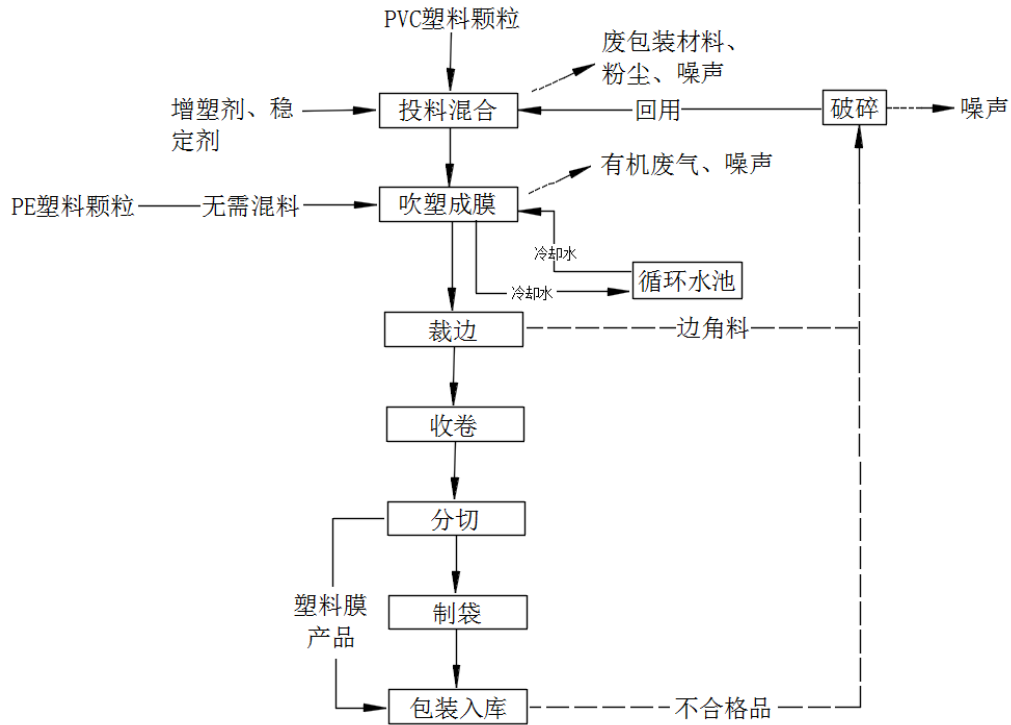 PVC塑料颗粒
废包装材料、
粉尘、噪声
增塑剂、稳
定剂
投料混合
回用
破碎
噪声
有机废气、噪声
PE塑料颗粒
无需混料
吹塑成膜
冷却水
循环水池
冷却水
裁边
边角料
收卷
分切
塑料膜
产品
制袋
包装入库
不合格品